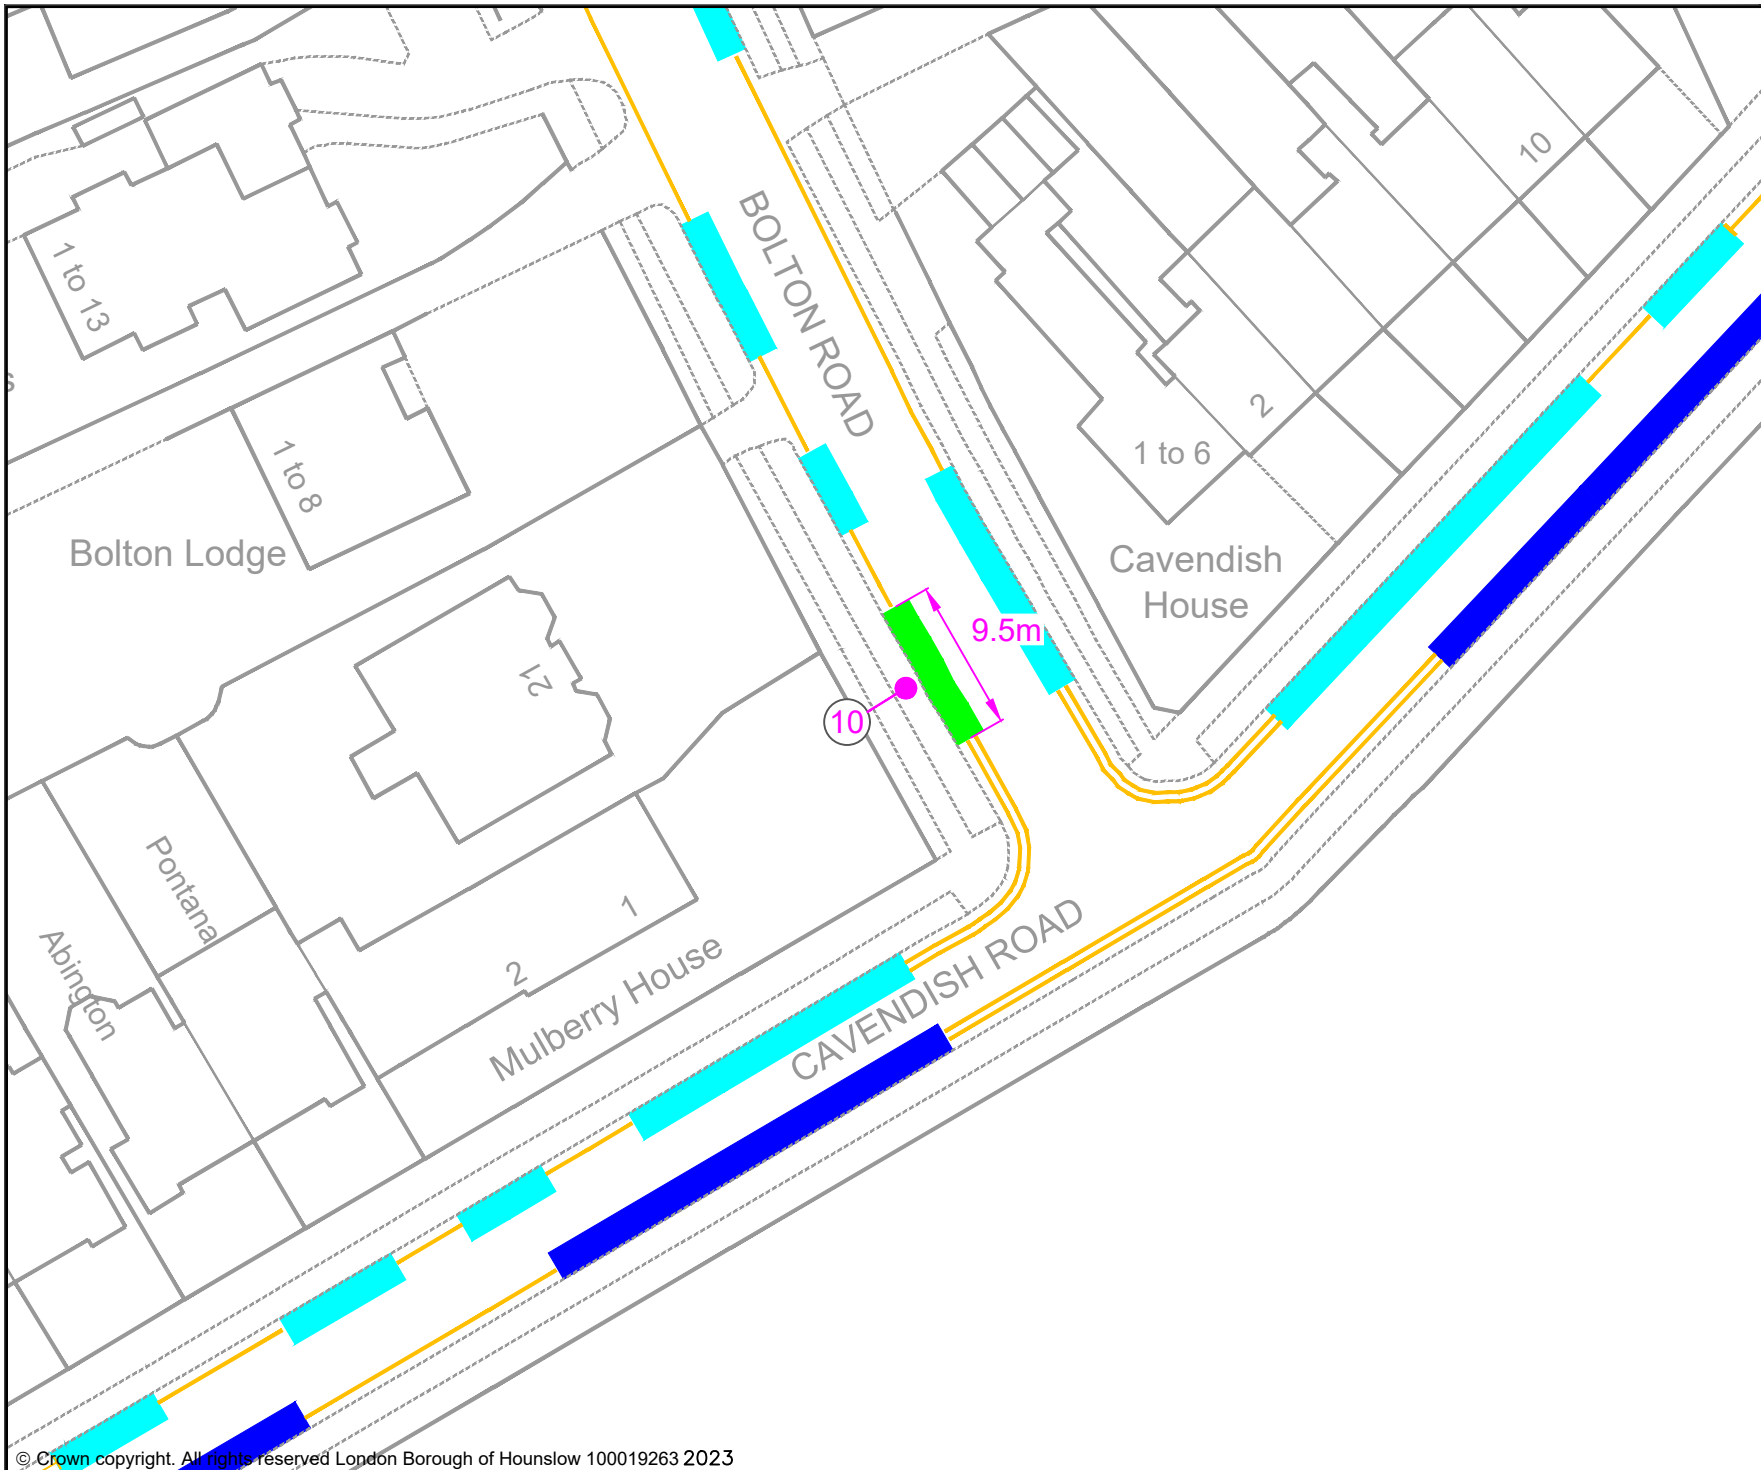 10
BOLTON ROAD
1 to 13
s
2
1 to 6
1 to 8
Bolton Lodge
Cavendish
House
9.5m
21
10
Pontana
1
Abington
2
Mulberry House
CAVENDISH ROAD
© Crown copyright. All rights reserved London Borough of Hounslow 100019263 2023